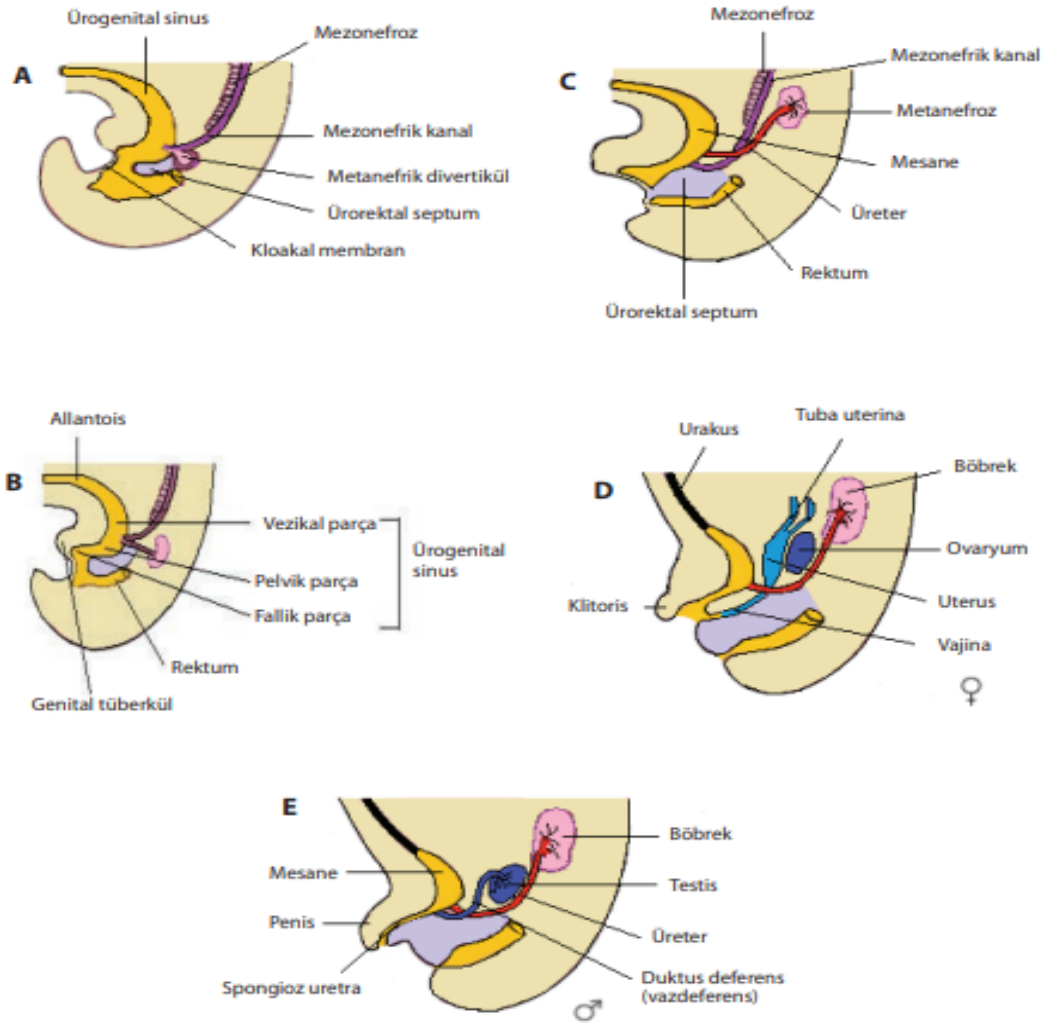 Ürogenital sinus
Mezonefroz
A
Mezonefrik kanal
Metanefrik divertikül
Ürorektal septum
Kloakal membran
Mezonefroz
C
Mezonefrik kanal
Metanefroz
Mesane
Üreter
Rektum
Ürorektal septum
Allantois
B
Vezikal parça
Ürogenital
sinus
Pelvik parça
Fallik parça
Rektum
Genital tüberkül
Tuba uterina
Urakus
Böbrek
D
Ovaryum
Klitoris
Uterus
Vajina
♀
E
Böbrek
Mesane
Testis
Penis
Üreter
Spongioz uretra
Duktus deferens
(vazdeferens)
♂